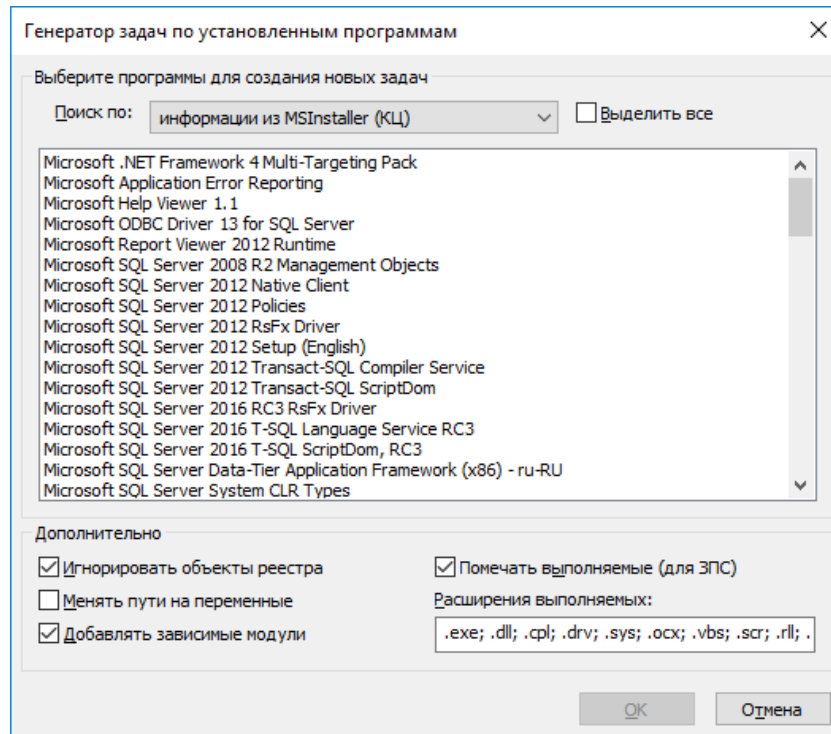 Генератор задач по установленным программам
Выберите программы для создания новых задач
Поиск по: информации из MSInstaller (КЦ) Выделить все
Microsoft .NET Framework 4 Multi-Targeting Pack
Microsoft Application Error Reporting
Microsoft Help Viewer 1.1
Microsoft ODBC Driver 13 for SQL Server
Microsoft Report Viewer 2012 Runtime
Microsoft SQL Server 2008 R2 Management Objects
Microsoft SQL Server 2012 Native Client
Microsoft SQL Server 2012 Policies
Microsoft SQL Server 2012 RsFx Driver
Microsoft SQL Server 2012 Setup (English)
Microsoft SQL Server 2012 Transact-SQL Compiler Service
Microsoft SQL Server 2012 Transact-SQL ScriptDom
Microsoft SQL Server 2016 RC3 RsFx Driver
Microsoft SQL Server 2016 T-SQL Language Service RC3
Microsoft SQL Server 2016 T-SQL ScriptDom, RC3
Microsoft SQL Server Data-Tier Application Framework (x86) - ru-RU
Microsoft SQL Server System CLR Types
Дополнительно
Игнорировать объекты реестра Помечать выполняемые (для ЗПС)
Менять пути на переменные Расширения выполняемых:
Добавлять зависимые модули .exe; .dll; .cpl; .drv; .sys; .ocx; .vbs; .scr; .rll; .
OK Отмена